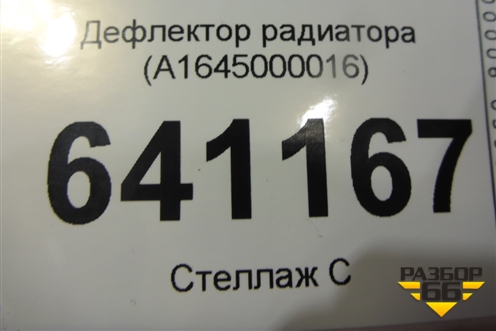 Дефлектор радиатора
(A1645000016)
641167
Стеллаж С
РАЗБОР
66